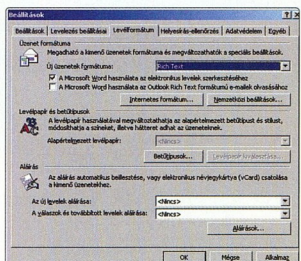 Beállítások
Beállítások Levelezés beállításai Levélformátum Helyesírás-ellenőrzés Adatvédelem Egyéb
Üzenet formátuma
Megadható a kimenő üzenetek formátuma és megváltoztathatók a speciális beállítások.
Új üzenetek formátuma: Rich Text
A Microsoft Word használata az elektronikus levelek szerkesztéséhez
A Microsoft Word használata az Outlook Rich Text formátumú e-mailek olvasásához
Internetes formátum... Nemzetközi beállítások...
Levélpapír és betűtípusok
A levélpapír használatával megváltoztathatja az alapértelmezett betűtípust és stílust, módosíthatja a színeket, illetve hátteret adhat az üzeneteknek.
Alapértelmezett levélpapír: <Nincs>
Betűtípusok... Levélpapír kiválasztása...
Aláírás
Az aláírás automatikus beillesztése, vagy elektronikus névjegykártya (vCard) csatolása a kimenő üzenetekhez.
Az új levelek aláírása: <Nincs>
A válaszok és továbbított levelek aláírása: <Nincs>
Aláírások...
OK Mégse Alkalmaz